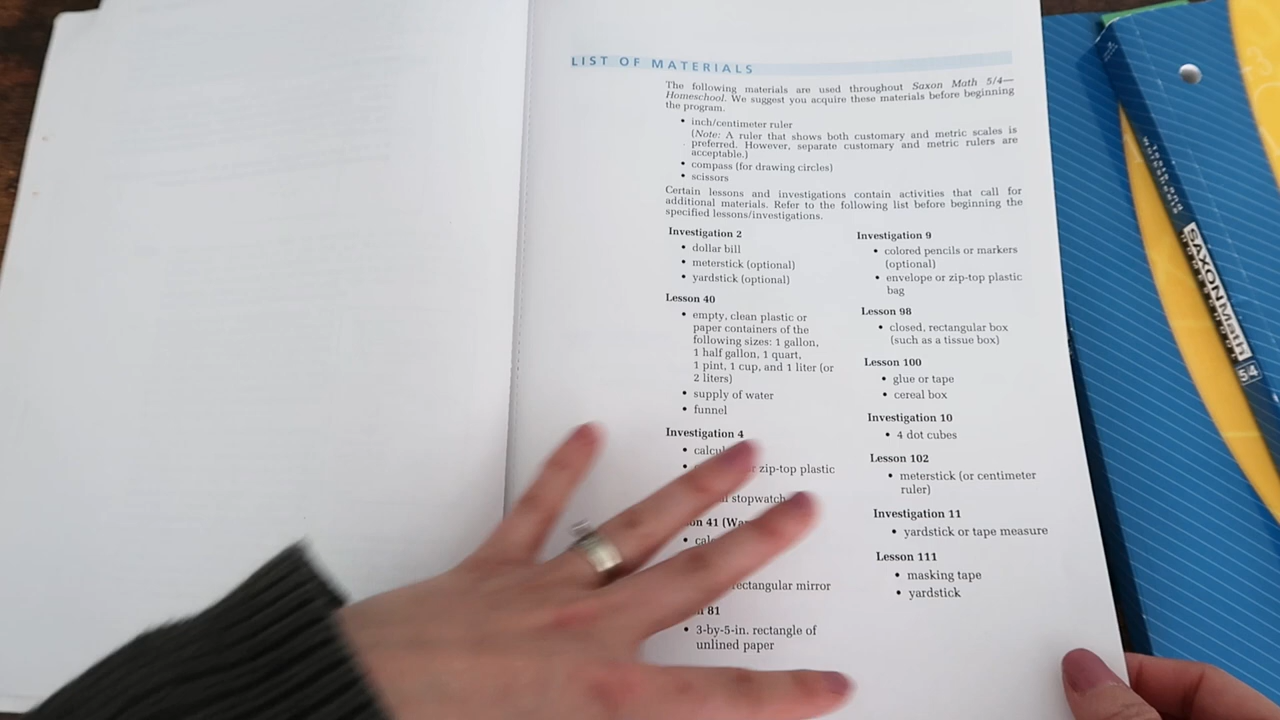 LIST OF MATERIALS
The following materials are used throughout Saxon Math 5/4—
Homeschool. We suggest you acquire these materials before beginning
the program.
• inch/centimeter ruler
(Note: A ruler that shows both customary and metric scales is
preferred. However, separate customary and metric rulers are
acceptable.)
• compass (for drawing circles)
• scissors
Certain lessons and investigations contain activities that call for
additional materials. Refer to the following list before beginning the
specified lessons/investigations.
Investigation 2
• dollar bill
• meterstick (optional)
• yardstick (optional)
Lesson 40
• empty, clean plastic or
paper containers of the
following sizes: 1 gallon,
1 half gallon, 1 quart,
1 pint, 1 cup, and 1 liter (or
2 liters)
• supply of water
• funnel
Investigation 4
•
• zip-top plastic
stopwatch
41
•
rectangular mirror
81
• 3-by-5-in. rectangle of
unlined paper
Investigation 9
• colored pencils or markers
(optional)
• envelope or zip-top plastic
bag
Lesson 98
• closed, rectangular box
(such as a tissue box)
Lesson 100
• glue or tape
• cereal box
Investigation 10
• 4 dot cubes
Lesson 102
• meterstick (or centimeter
ruler)
Investigation 11
• yardstick or tape measure
Lesson 111
• masking tape
• yardstick
SAXON Math 54
HOMESCHOOL